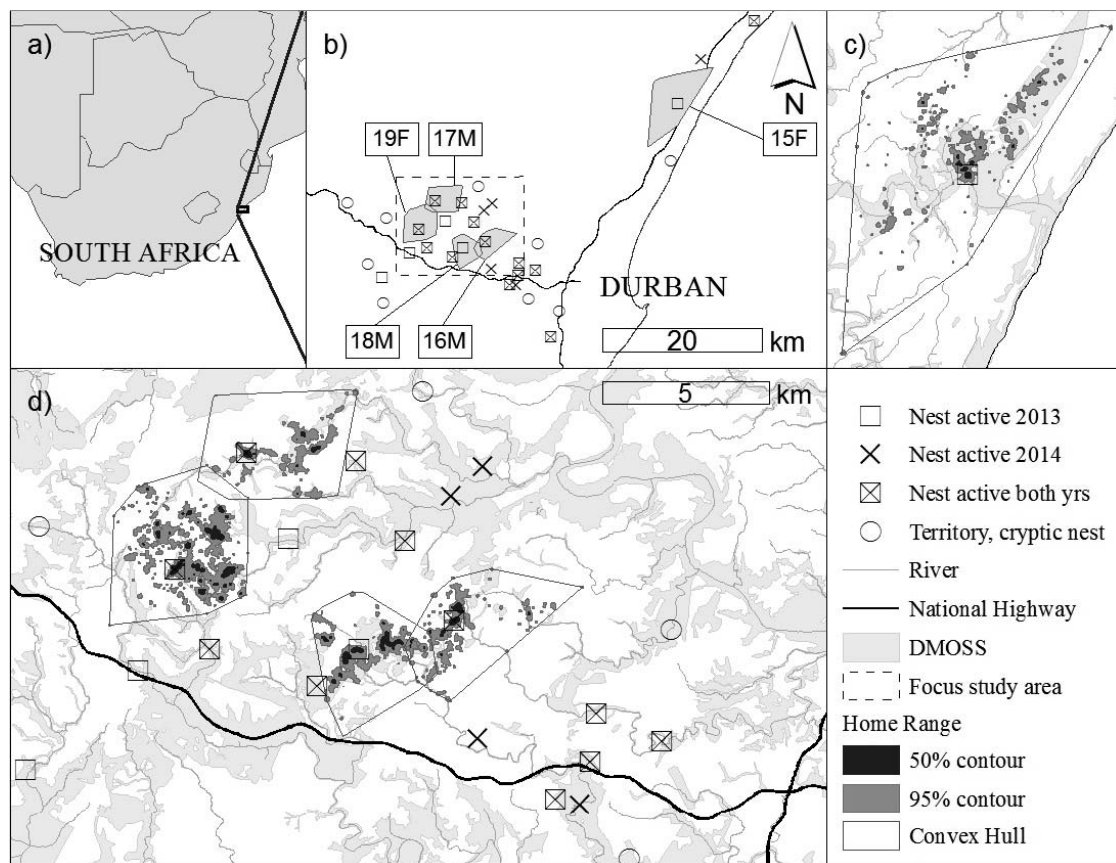 a)
SOUTH AFRICA
b)
N
19F
17M
15F
DURBAN
18M
16M
20
km
c)
d)
5
km
Nest active 2013
Nest active 2014
Nest active both yrs
Territory, cryptic nest
River
National Highway
DMOSS
Focus study area
Home Range
50% contour
95% contour
Convex Hull